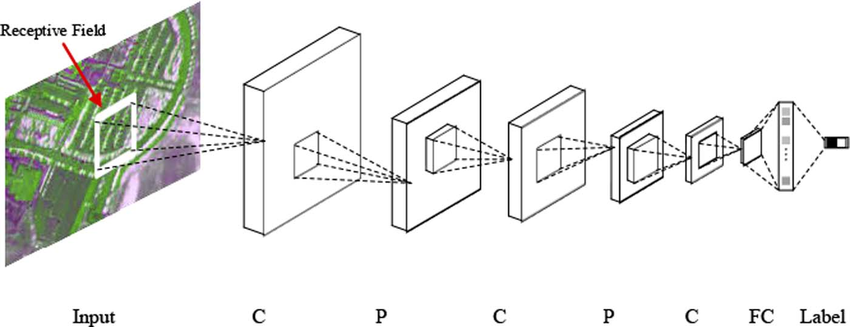 Receptive Field
Input C P C P C FC Label